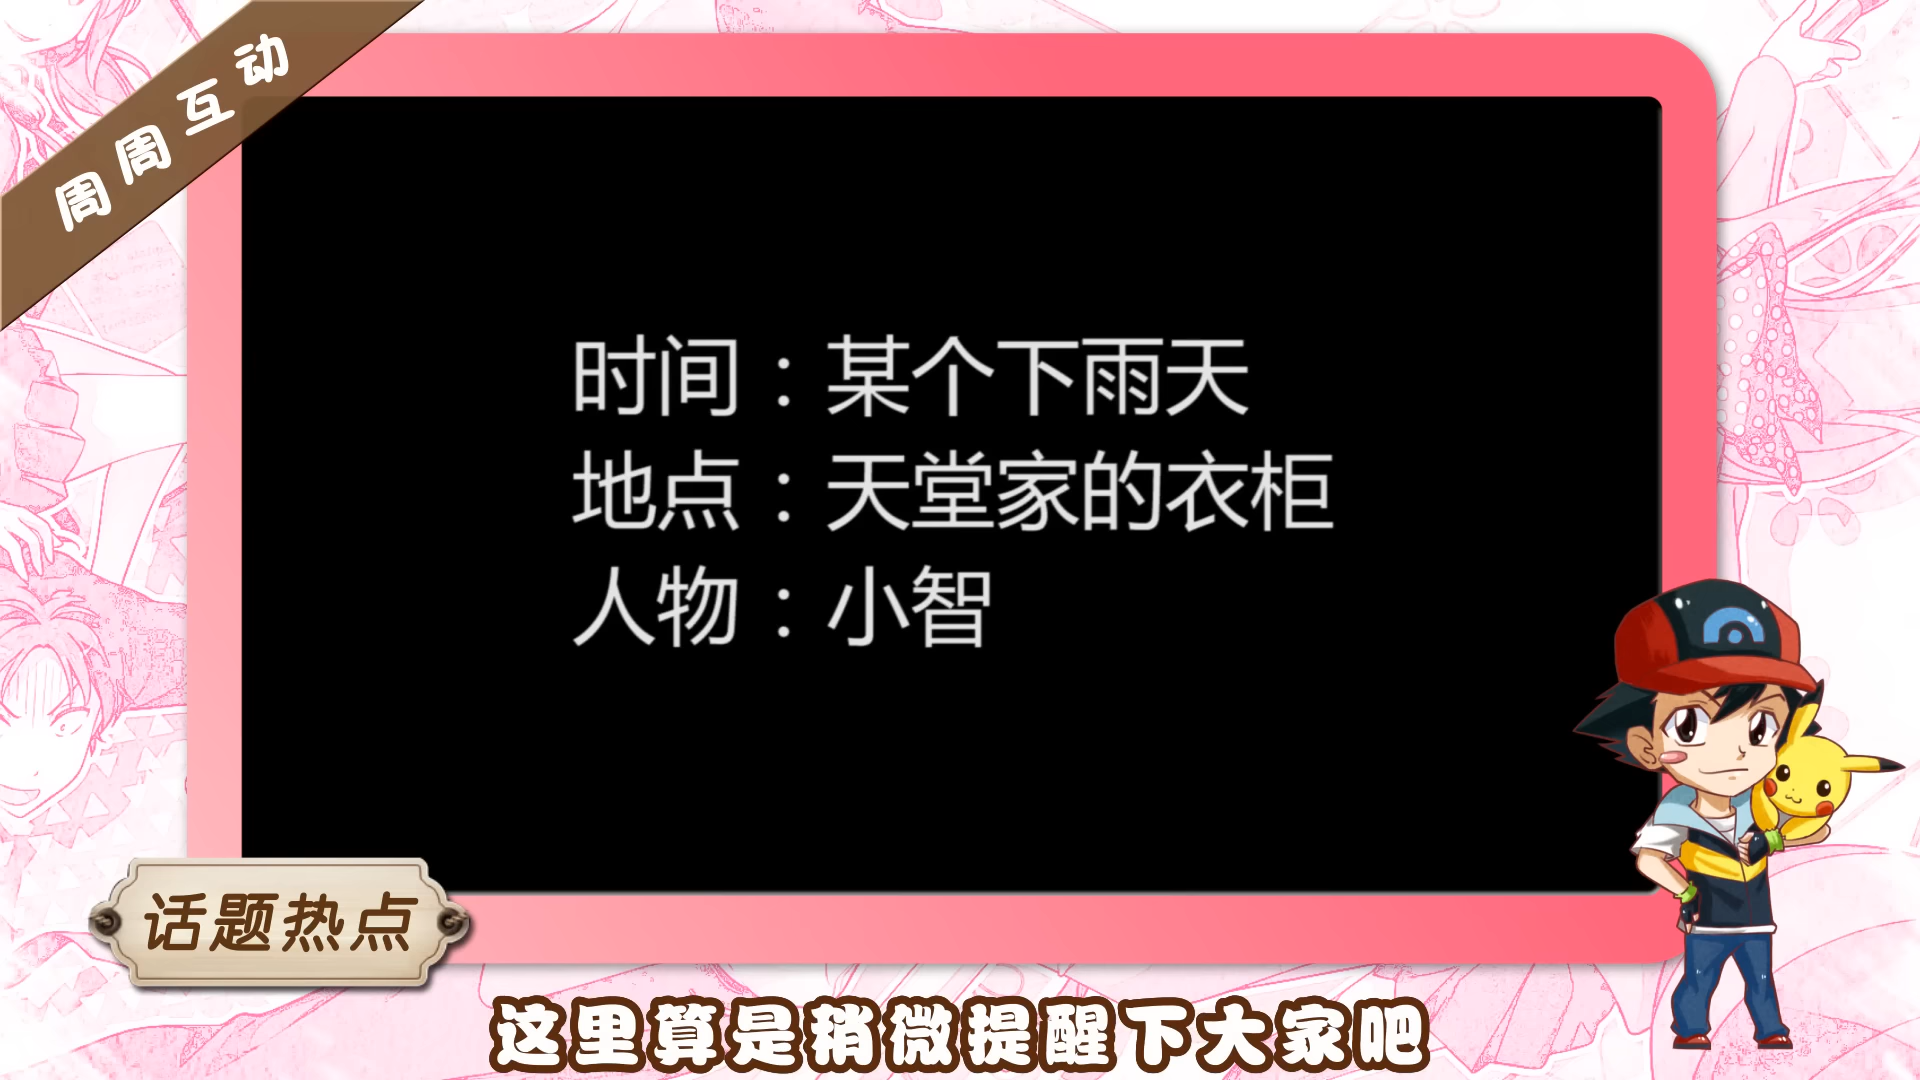 周周互动
时间：某个下雨天
地点：天堂家的衣柜
人物：小智
话题热点
这里算是稍微提醒下大家吧